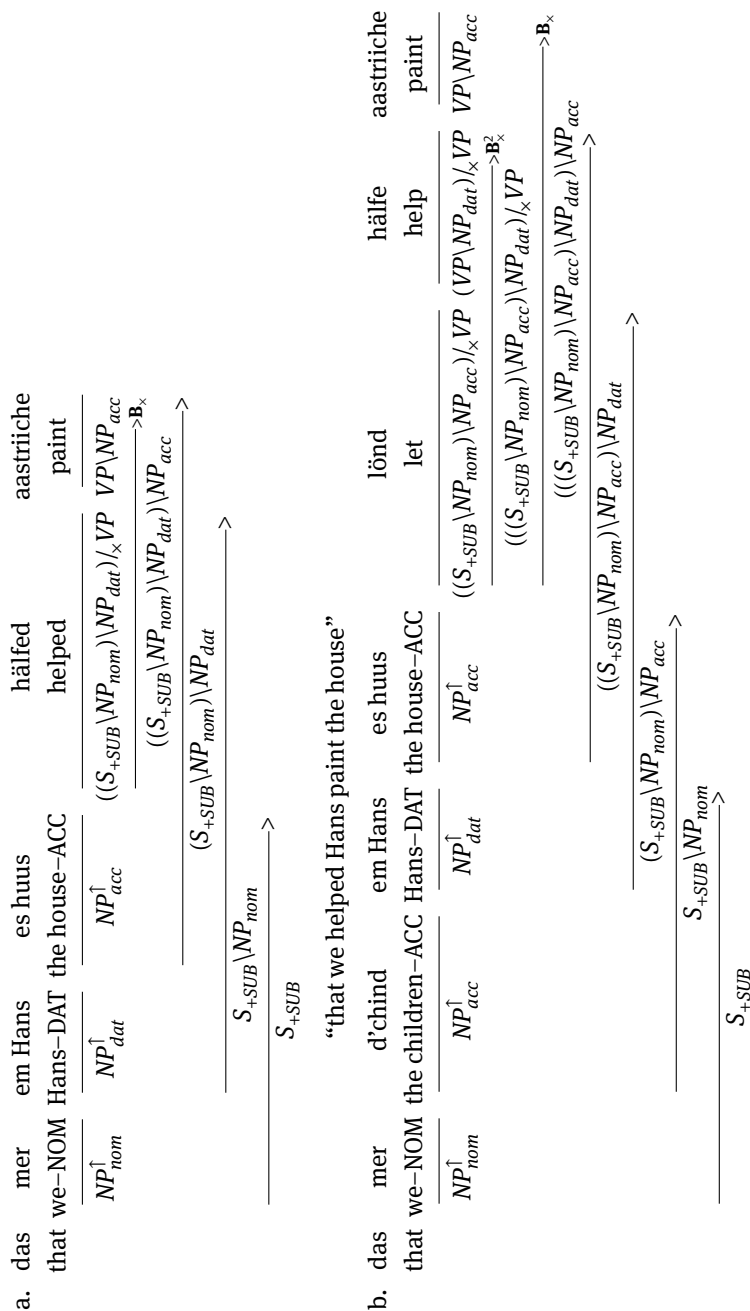 a. das mer em Hans es huus hälfed aastriiche
that we–NOM Hans–DAT the house–ACC helped paint
NP↑nom NP↑dat NP↑acc ((S+SUB\NPnom)\NPdat)/×VP VP\NPacc
>B×
(((S+SUB\NPnom)\NPdat)\NPacc
>
(S+SUB\NPnom)\NPdat
>
S+SUB\NPnom
>
S+SUB
“that we helped Hans paint the house”
b. das mer d’chind em Hans es huus lönd hälfe aastriiche
that we–NOM the children–ACC Hans–DAT the house–ACC let help paint
NP↑nom NP↑acc NP↑dat NP↑acc ((S+SUB\NPnom)\NPacc)/×VP (VP\NPdat)/×VP VP\NPacc
>B²×
(((S+SUB\NPnom)\NPacc)\NPdat)/×VP
>B×
(((S+SUB\NPnom)\NPacc)\NPdat)\NPacc
>
((S+SUB\NPnom)\NPacc)\NPdat
>
(S+SUB\NPnom)\NPacc
>
S+SUB\NPnom
>
S+SUB